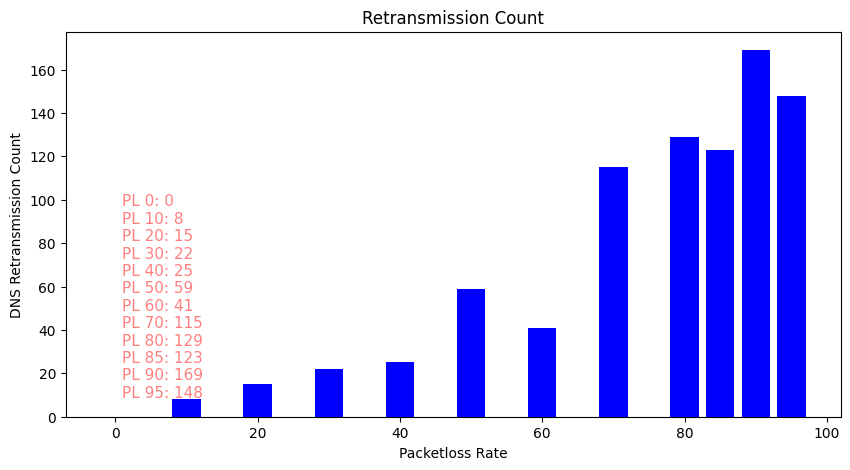 Retransmission Count
DNS Retransmission Count
160
140
120
100
80
60
40
20
0
PL 0: 0
PL 10: 8
PL 20: 15
PL 30: 22
PL 40: 25
PL 50: 59
PL 60: 41
PL 70: 115
PL 80: 129
PL 85: 123
PL 90: 169
PL 95: 148
0 20 40 60 80 100
Packetloss Rate